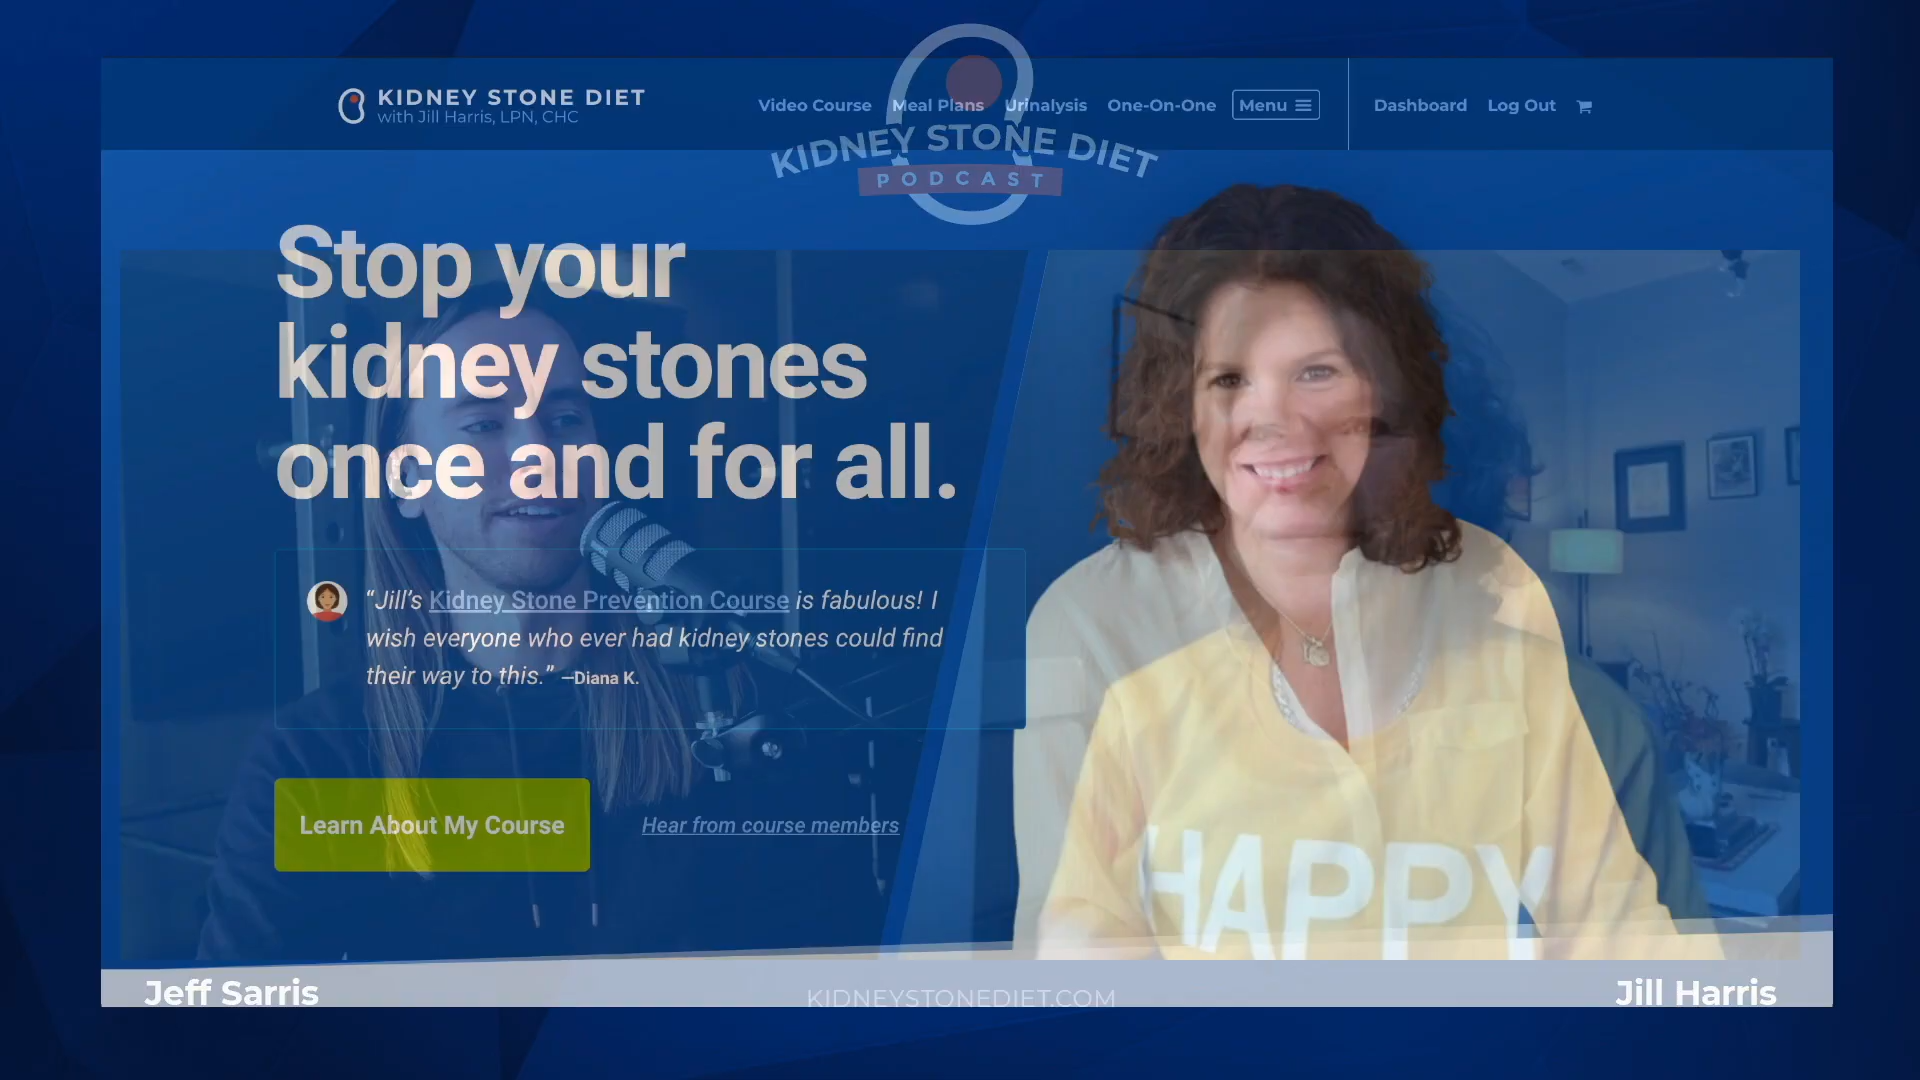 KIDNEY STONE DIET
with Jill Harris, LPN, CHC
Video Course Meal Plans Urinalysis One-On-One Menu Dashboard Log Out
KIDNEY STONE DIET
PODCAST
Stop your
kidney stones
once and for all.
“Jill’s Kidney Stone Prevention Course is fabulous! I
wish everyone who ever had kidney stones could find
their way to this.” –Diana K.
Learn About My Course Hear from course members
HAPPY
Jeff Sarris KIDNEYSTONEDIET.COM Jill Harris